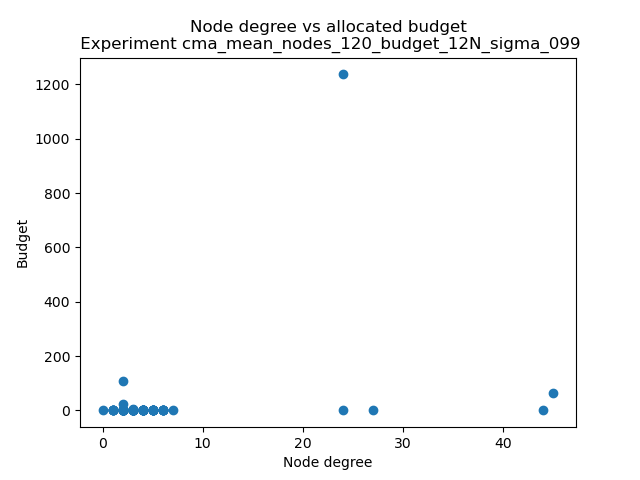 Node degree vs allocated budget
Experiment cma_mean_nodes_120_budget_12N_sigma_099
1200
1000
800
600
400
200
0
Budget
0 10 20 30 40
Node degree